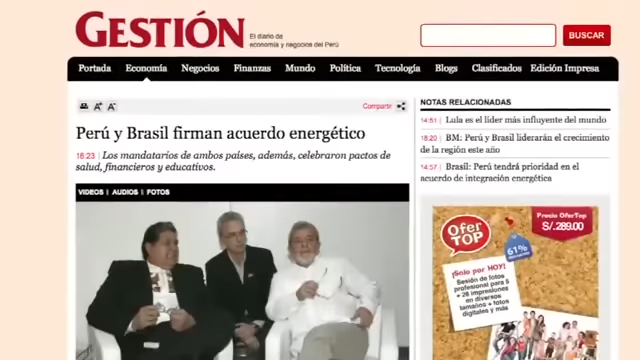 GESTIÓN
El diario de
economía y negocios del Perú
BUSCAR
Portada Economía Negocios Finanzas Mundo Política Tecnología Blogs Clasificados Edición Impresa
A+ A-
Compartir
Perú y Brasil firman acuerdo energético
18:23 | Los mandatarios de ambos países, además, celebraron pactos de
salud, financieros y educativos.
VIDEOS | AUDIOS | FOTOS
NOTAS RELACIONADAS
14:51 | Lula es el líder más influyente del mundo
18:20 | BM: Perú y Brasil liderarán el crecimiento
de la región este año
14:57 | Brasil: Perú tendrá prioridad en el
acuerdo de integración energética
Ofer
TOP
Precio OferTop
S/.289.00
61%
¡Solo por HOY!
Sesión de fotos
profesional para 5
+ 26 impresiones
en diversos
tamaños + fotos
digitales y más